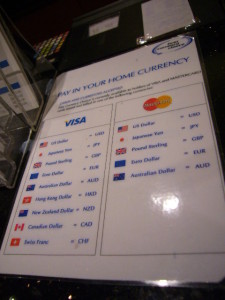 PAY IN YOUR HOME CURRENCY
VISA
US Dollar = USD
Japanese Yen = JPY
Pound Sterling = GBP
Euro Dollar = EUR
Australian Dollar = AUD
Hong Kong Dollar = HKD
New Zealand Dollar = NZD
Canadian Dollar = CAD
Swiss Franc = CHF
MasterCard
US Dollar = USD
Japanese Yen = JPY
Pound Sterling = GBP
Euro Dollar = EUR
Australian Dollar = AUD